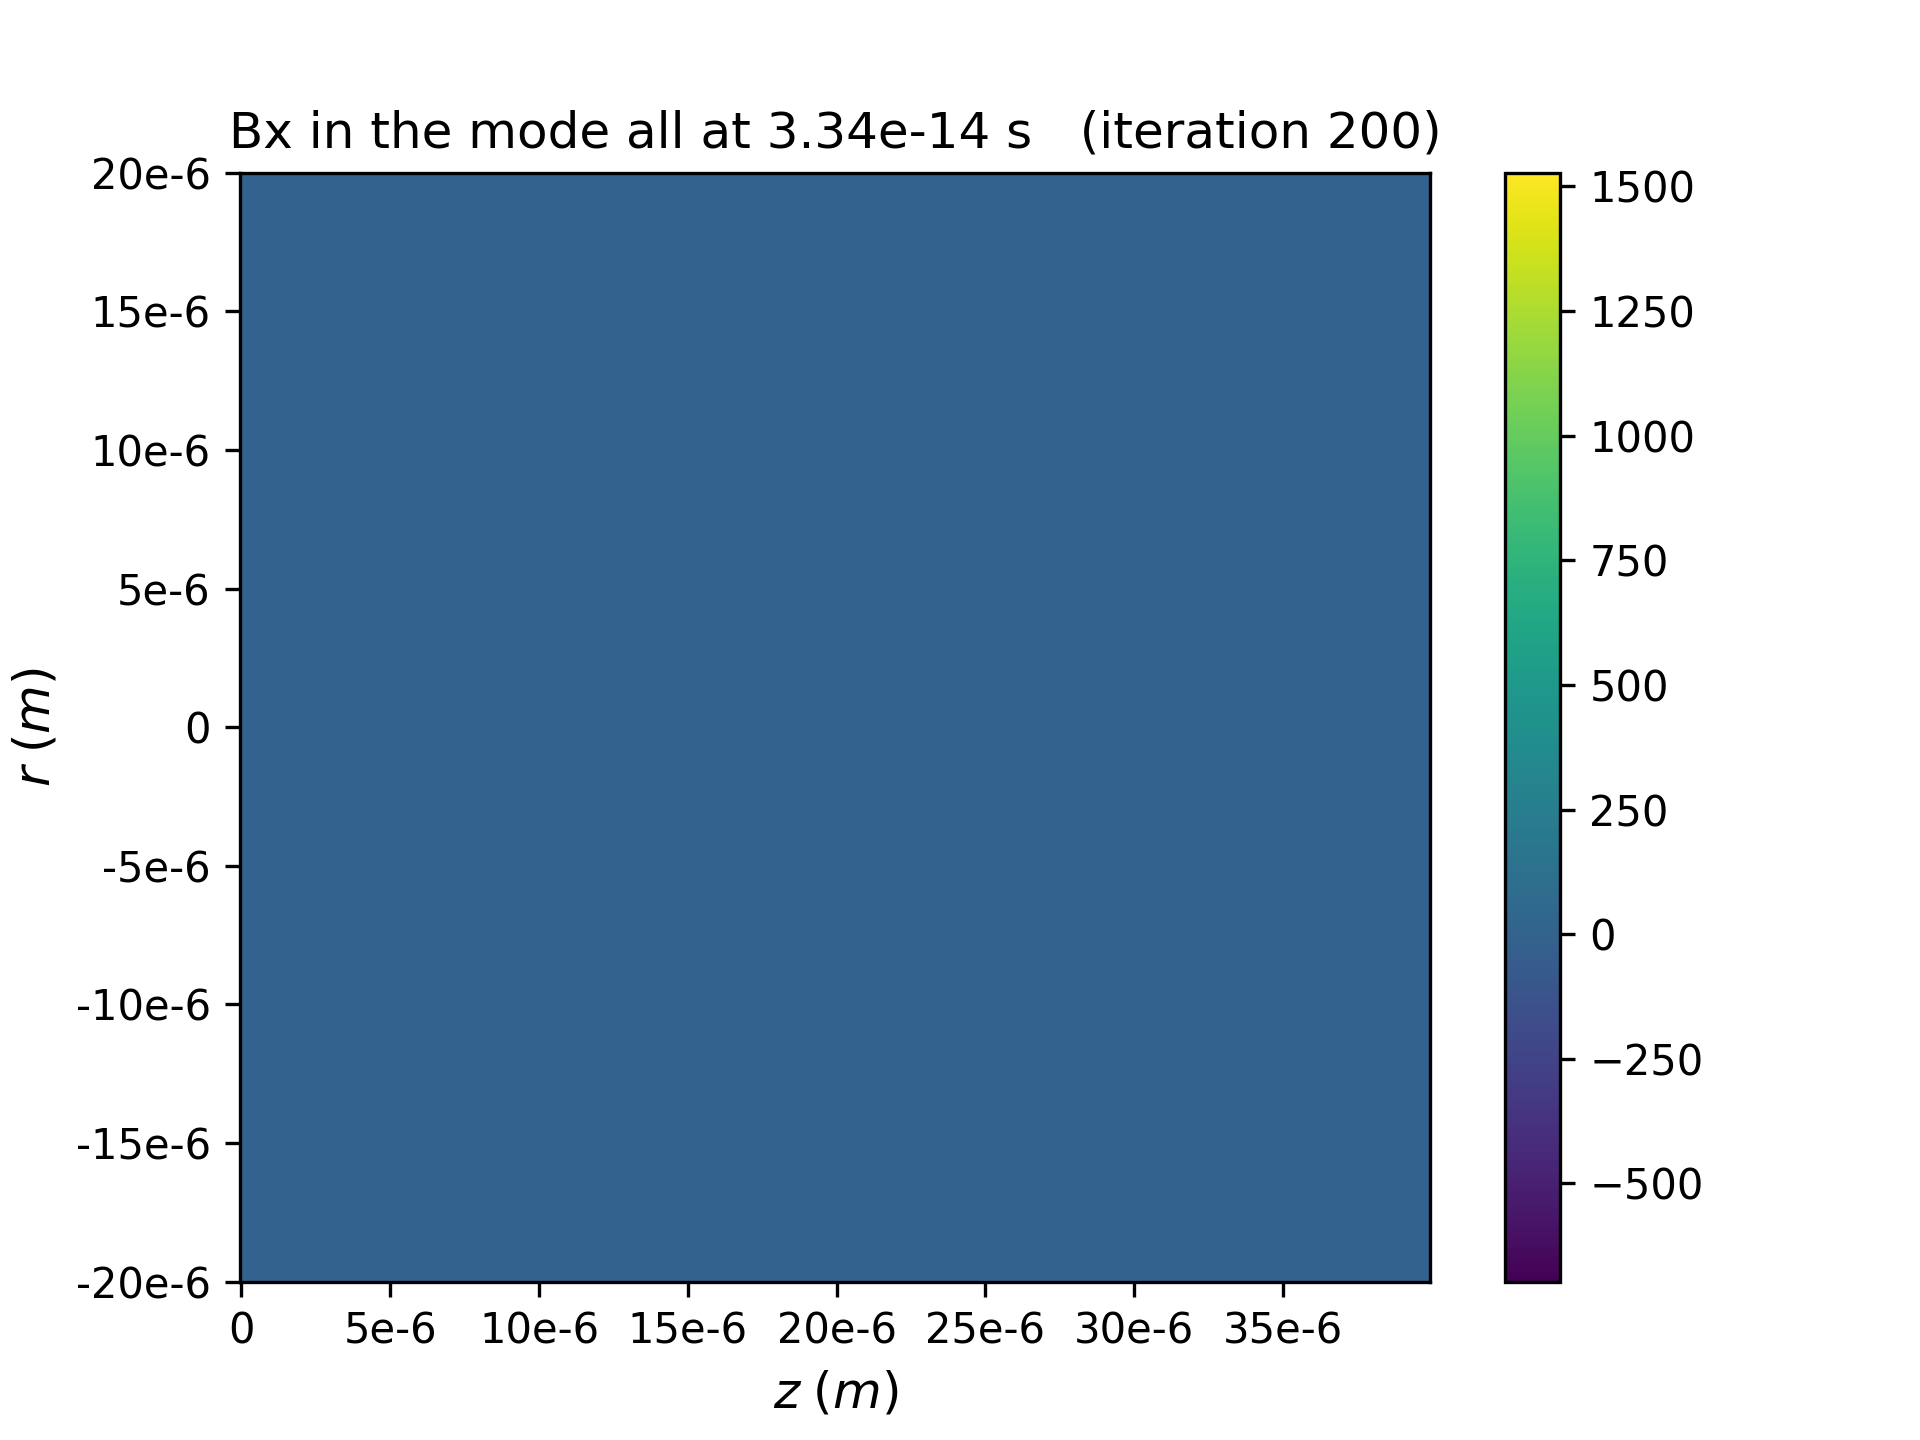 Bx in the mode all at 3.34e-14 s (iteration 200)
20e-6
15e-6
10e-6
5e-6
0
-5e-6
-10e-6
-15e-6
-20e-6
r (m)
0 5e-6 10e-6 15e-6 20e-6 25e-6 30e-6 35e-6
z (m)
1500
1250
1000
750
500
250
0
−250
−500